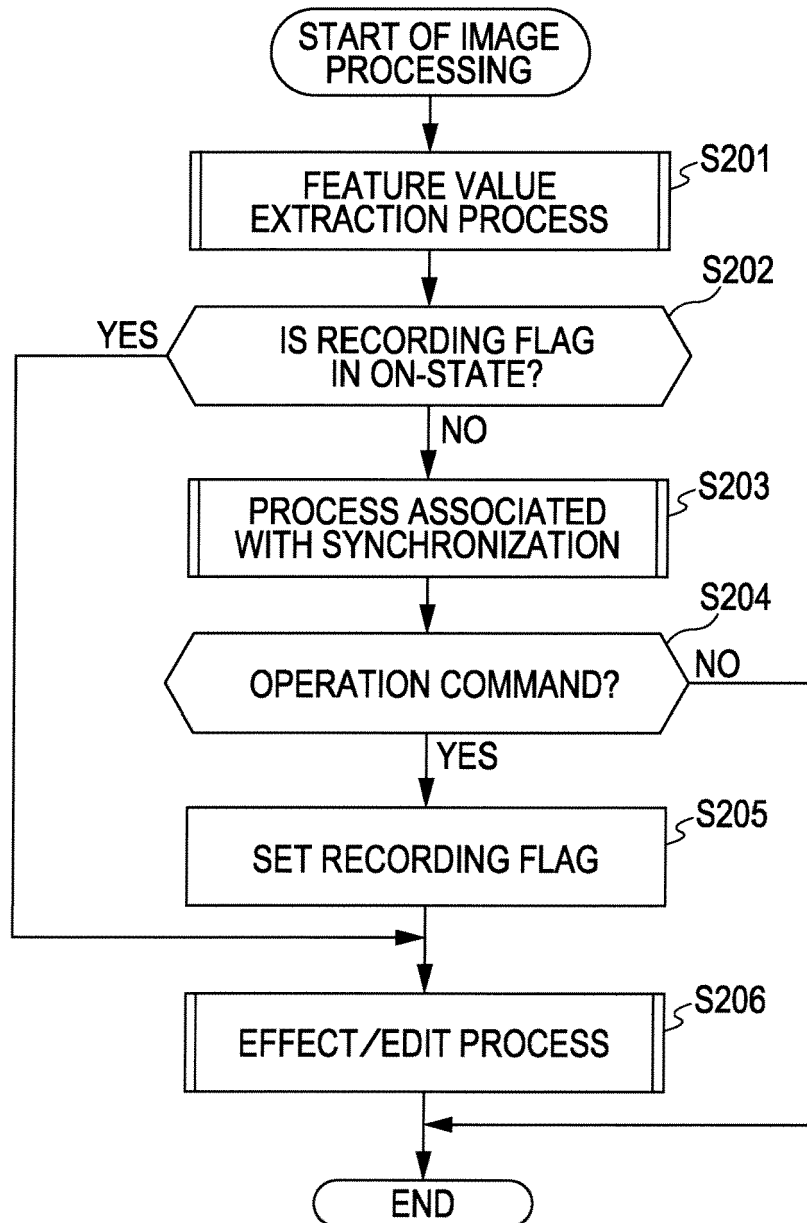 START OF IMAGE
PROCESSING
S201
FEATURE VALUE
EXTRACTION PROCESS
S202
YES
IS RECORDING FLAG
IN ON-STATE?
NO
S203
PROCESS ASSOCIATED
WITH SYNCHRONIZATION
S204
NO
OPERATION COMMAND?
YES
S205
SET RECORDING FLAG
S206
EFFECT/EDIT PROCESS
END